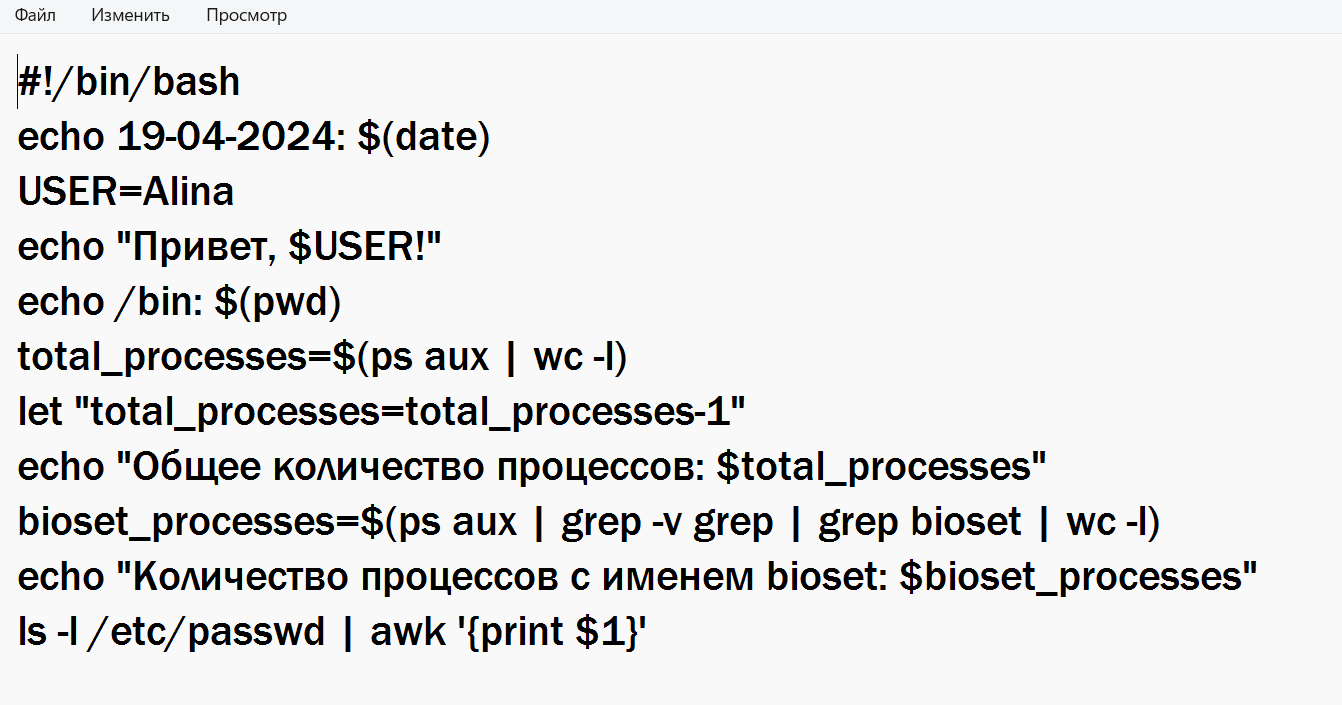 Файл Изменить Просмотр
#!/bin/bash
echo 19-04-2024: $(date)
USER=Alina
echo "Привет, $USER!"
echo /bin: $(pwd)
total_processes=$(ps aux | wc -l)
let "total_processes=total_processes-1"
echo "Общее количество процессов: $total_processes"
bioset_processes=$(ps aux | grep -v grep | grep bioset | wc -l)
echo "Количество процессов с именем bioset: $bioset_processes"
ls -l /etc/passwd | awk '{print $1}'